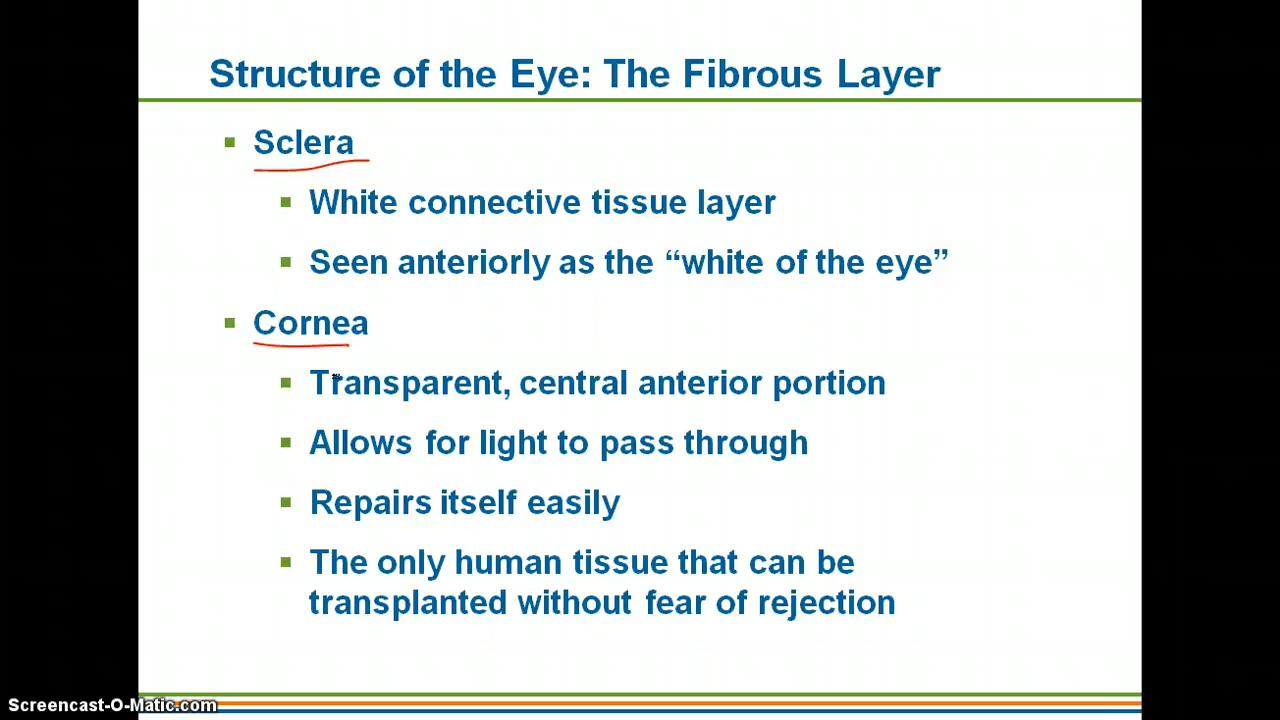 Structure of the Eye: The Fibrous Layer
Sclera
White connective tissue layer
Seen anteriorly as the “white of the eye”
Cornea
Transparent, central anterior portion
Allows for light to pass through
Repairs itself easily
The only human tissue that can be
transplanted without fear of rejection
Screencast-O-Matic.com